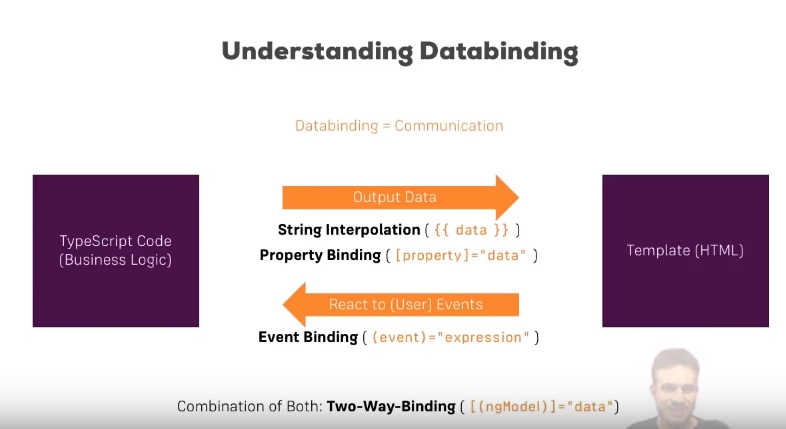 Understanding Databinding
Databinding = Communication
TypeScript Code
(Business Logic)
Output Data
String Interpolation ( {{ data }} )
Property Binding ( [property]="data" )
React to (User) Events
Event Binding ( (event)="expression" )
Template (HTML)
Combination of Both: Two-Way-Binding ( [(ngModel)]="data")